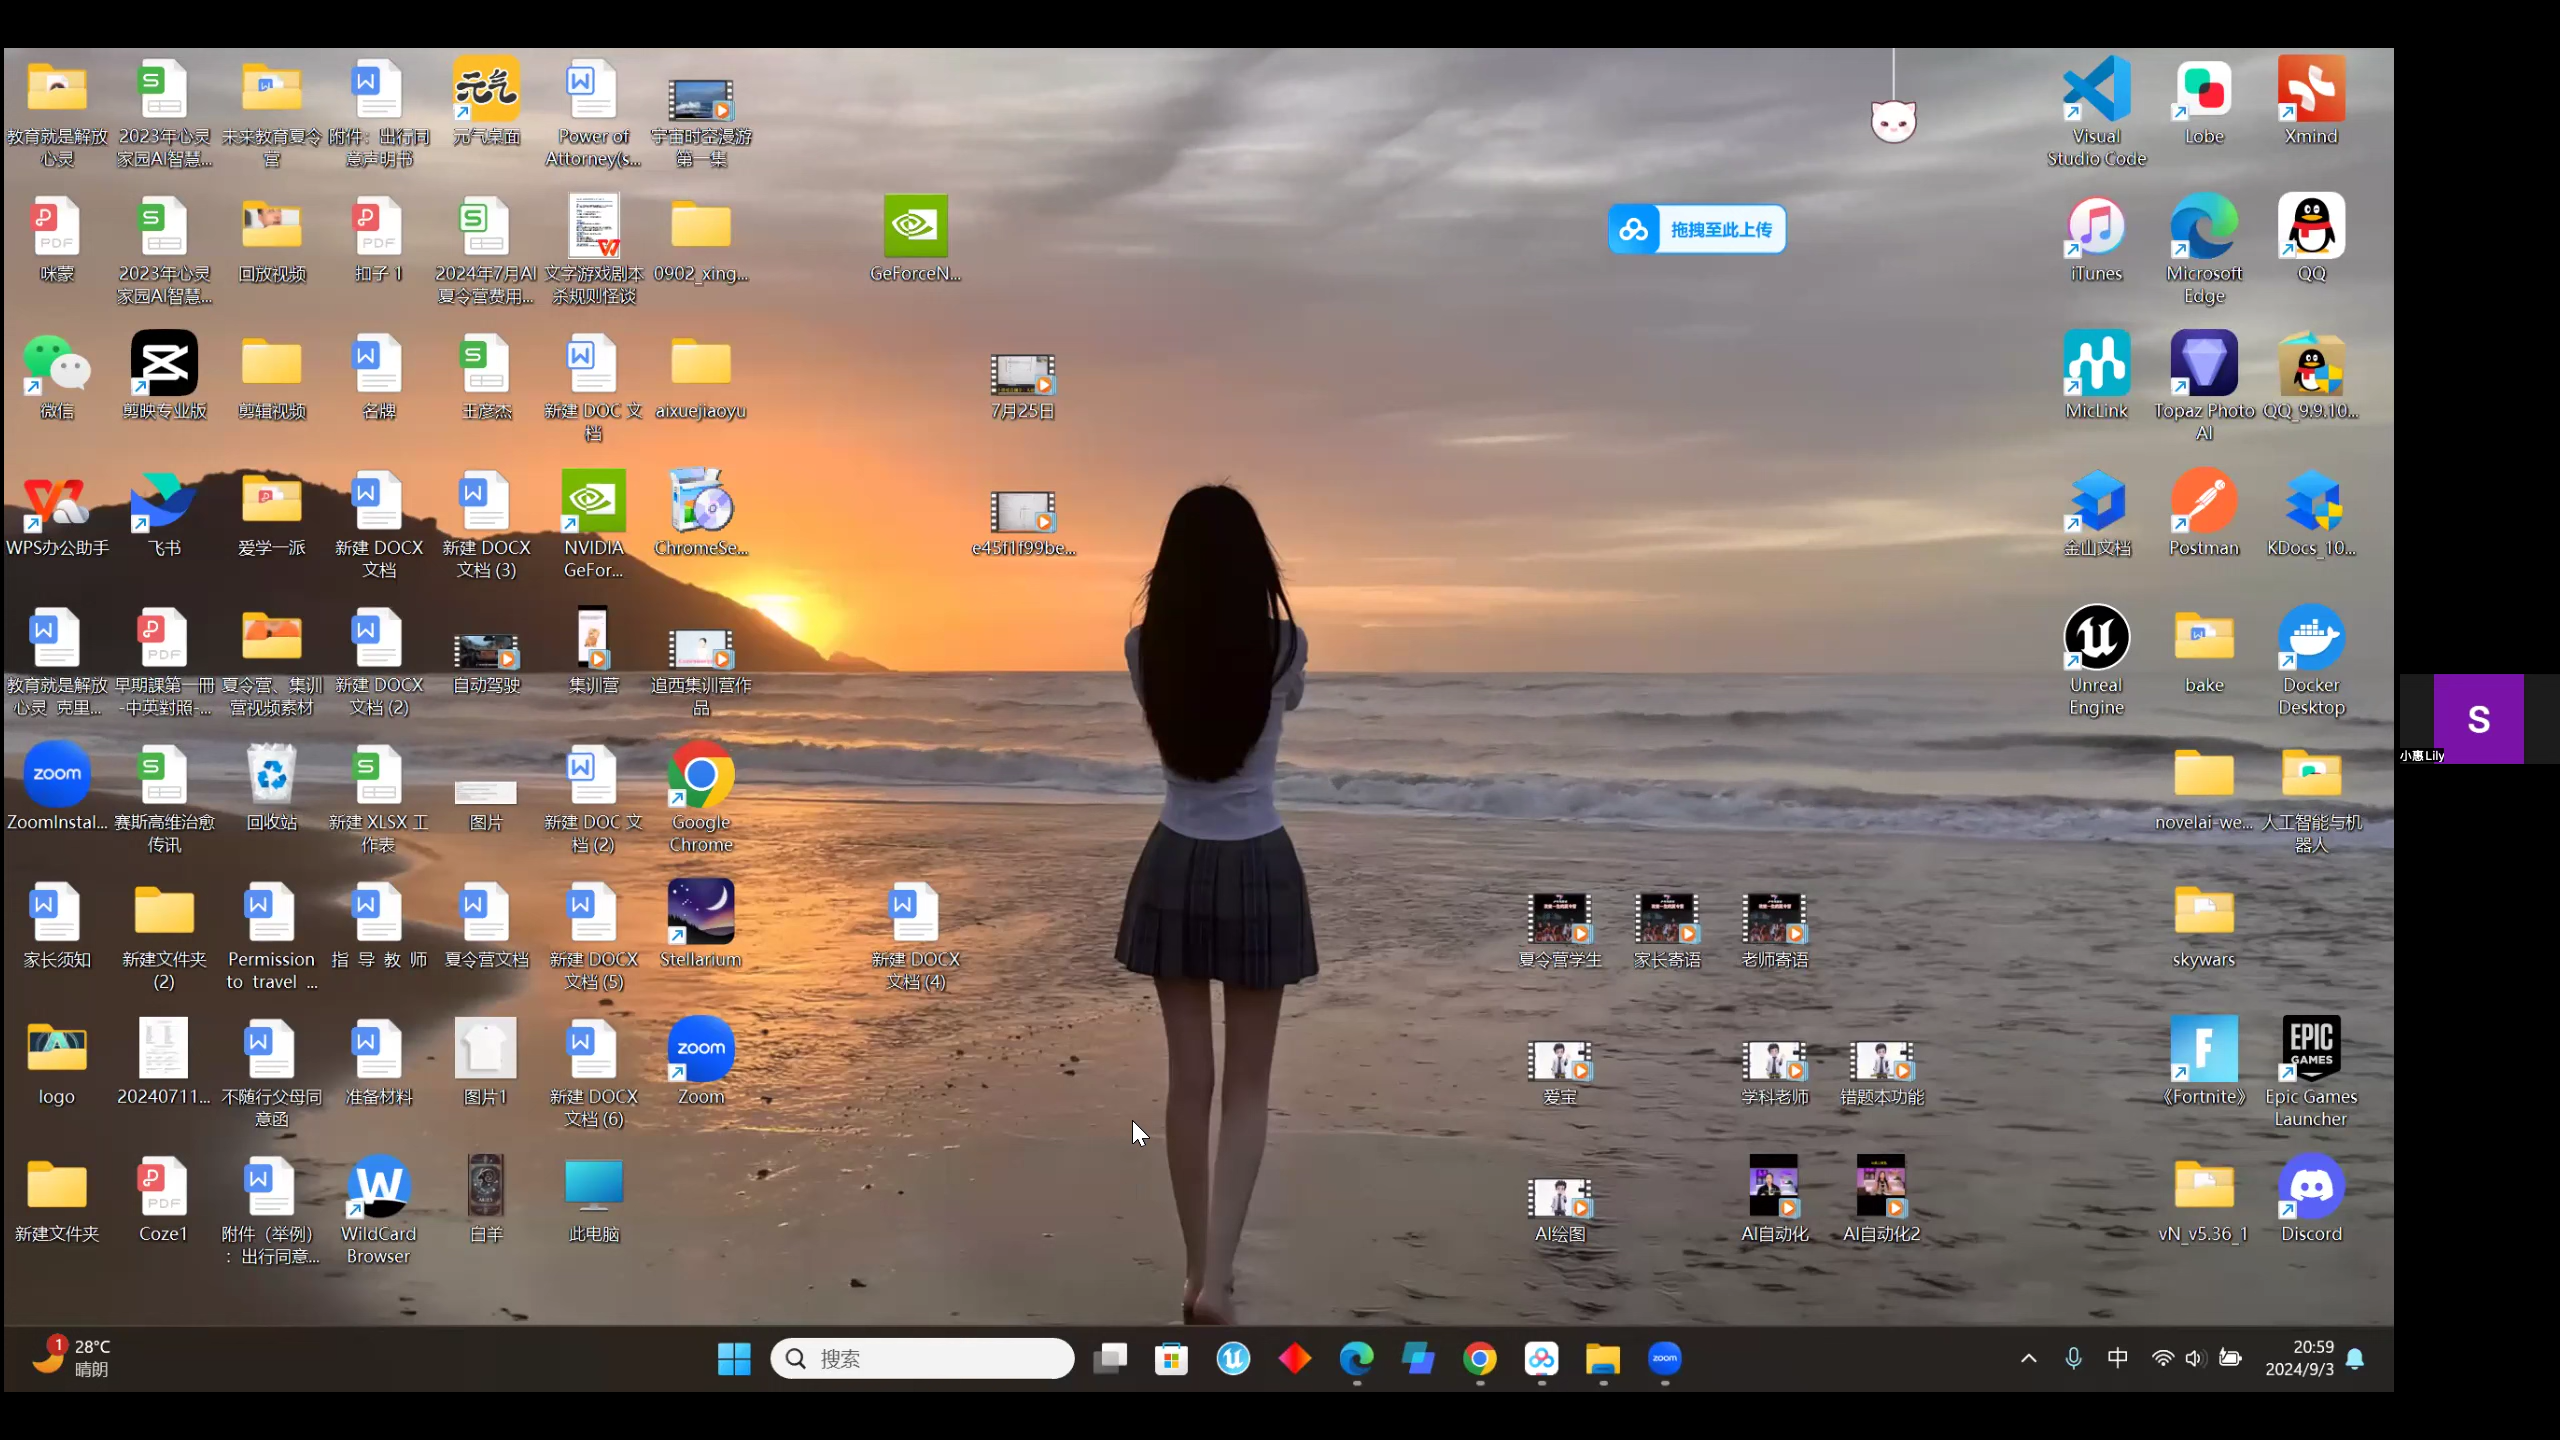 教育就是解放
心灵
2023年心灵
家园AI智慧...
未来教育夏令
营
附件：出行同
意声明书
元气
元气桌面
Power of
Attorney(s...
宇宙时空漫游
第一集
Visual
Studio Code
Lobe
Xmind
PDF
咪蒙
2023年心灵
家园AI智慧...
回放视频
PDF
扣子 1
2024年7月AI
夏令营费用...
文字游戏剧本
杀规则怪谈
0902_xing...
GeForceN...
拖拽至此上传
iTunes
Microsoft
Edge
QQ
微信
剪映专业版
剪辑视频
名牌
王彦杰
新建 DOC 文
档
aixuejiaoyu
7月25日
MicLink
Topaz Photo
AI
QQ_9.9.10...
WPS办公助手
飞书
爱学一派
新建 DOCX
文档
新建 DOCX
文档 (3)
NVIDIA
GeFor...
ChromeSe...
e45f1f99be...
金山文档
Postman
KDocs_10...
教育就是解放
心灵 克里...
PDF
早期課第一冊
-中英對照-...
夏令营、集训
营视频素材
新建 DOCX
文档 (2)
自动驾驶
集训营
追西集训营作
品
Unreal
Engine
bake
Docker
Desktop
S
小惠Lily
zoom
ZoomInstal...
赛斯高维治愈
传讯
回收站
新建 XLSX 工
作表
图片
新建 DOC 文
档 (2)
Google
Chrome
novelai-we...
人工智能与机
器人
家长须知
新建文件夹
(2)
Permission
to travel ...
指 导 教 师
夏令营文档
新建 DOCX
文档 (5)
Stellarium
新建 DOCX
文档 (4)
夏令营学生
家长寄语
老师寄语
skywars
logo
20240711...
不随行父母同
意函
准备材料
图片1
新建 DOCX
文档 (6)
zoom
Zoom
爱宝
学科老师
错题本功能
《Fortnite》
EPIC
GAMES
Epic Games
Launcher
新建文件夹
PDF
Coze1
附件（举例）
：出行同意...
WildCard
Browser
白羊
此电脑
AI绘图
AI自动化
AI自动化2
vN_v5.36_1
Discord
1
28°C
晴朗
搜索
zoom
中
20:59
2024/9/3